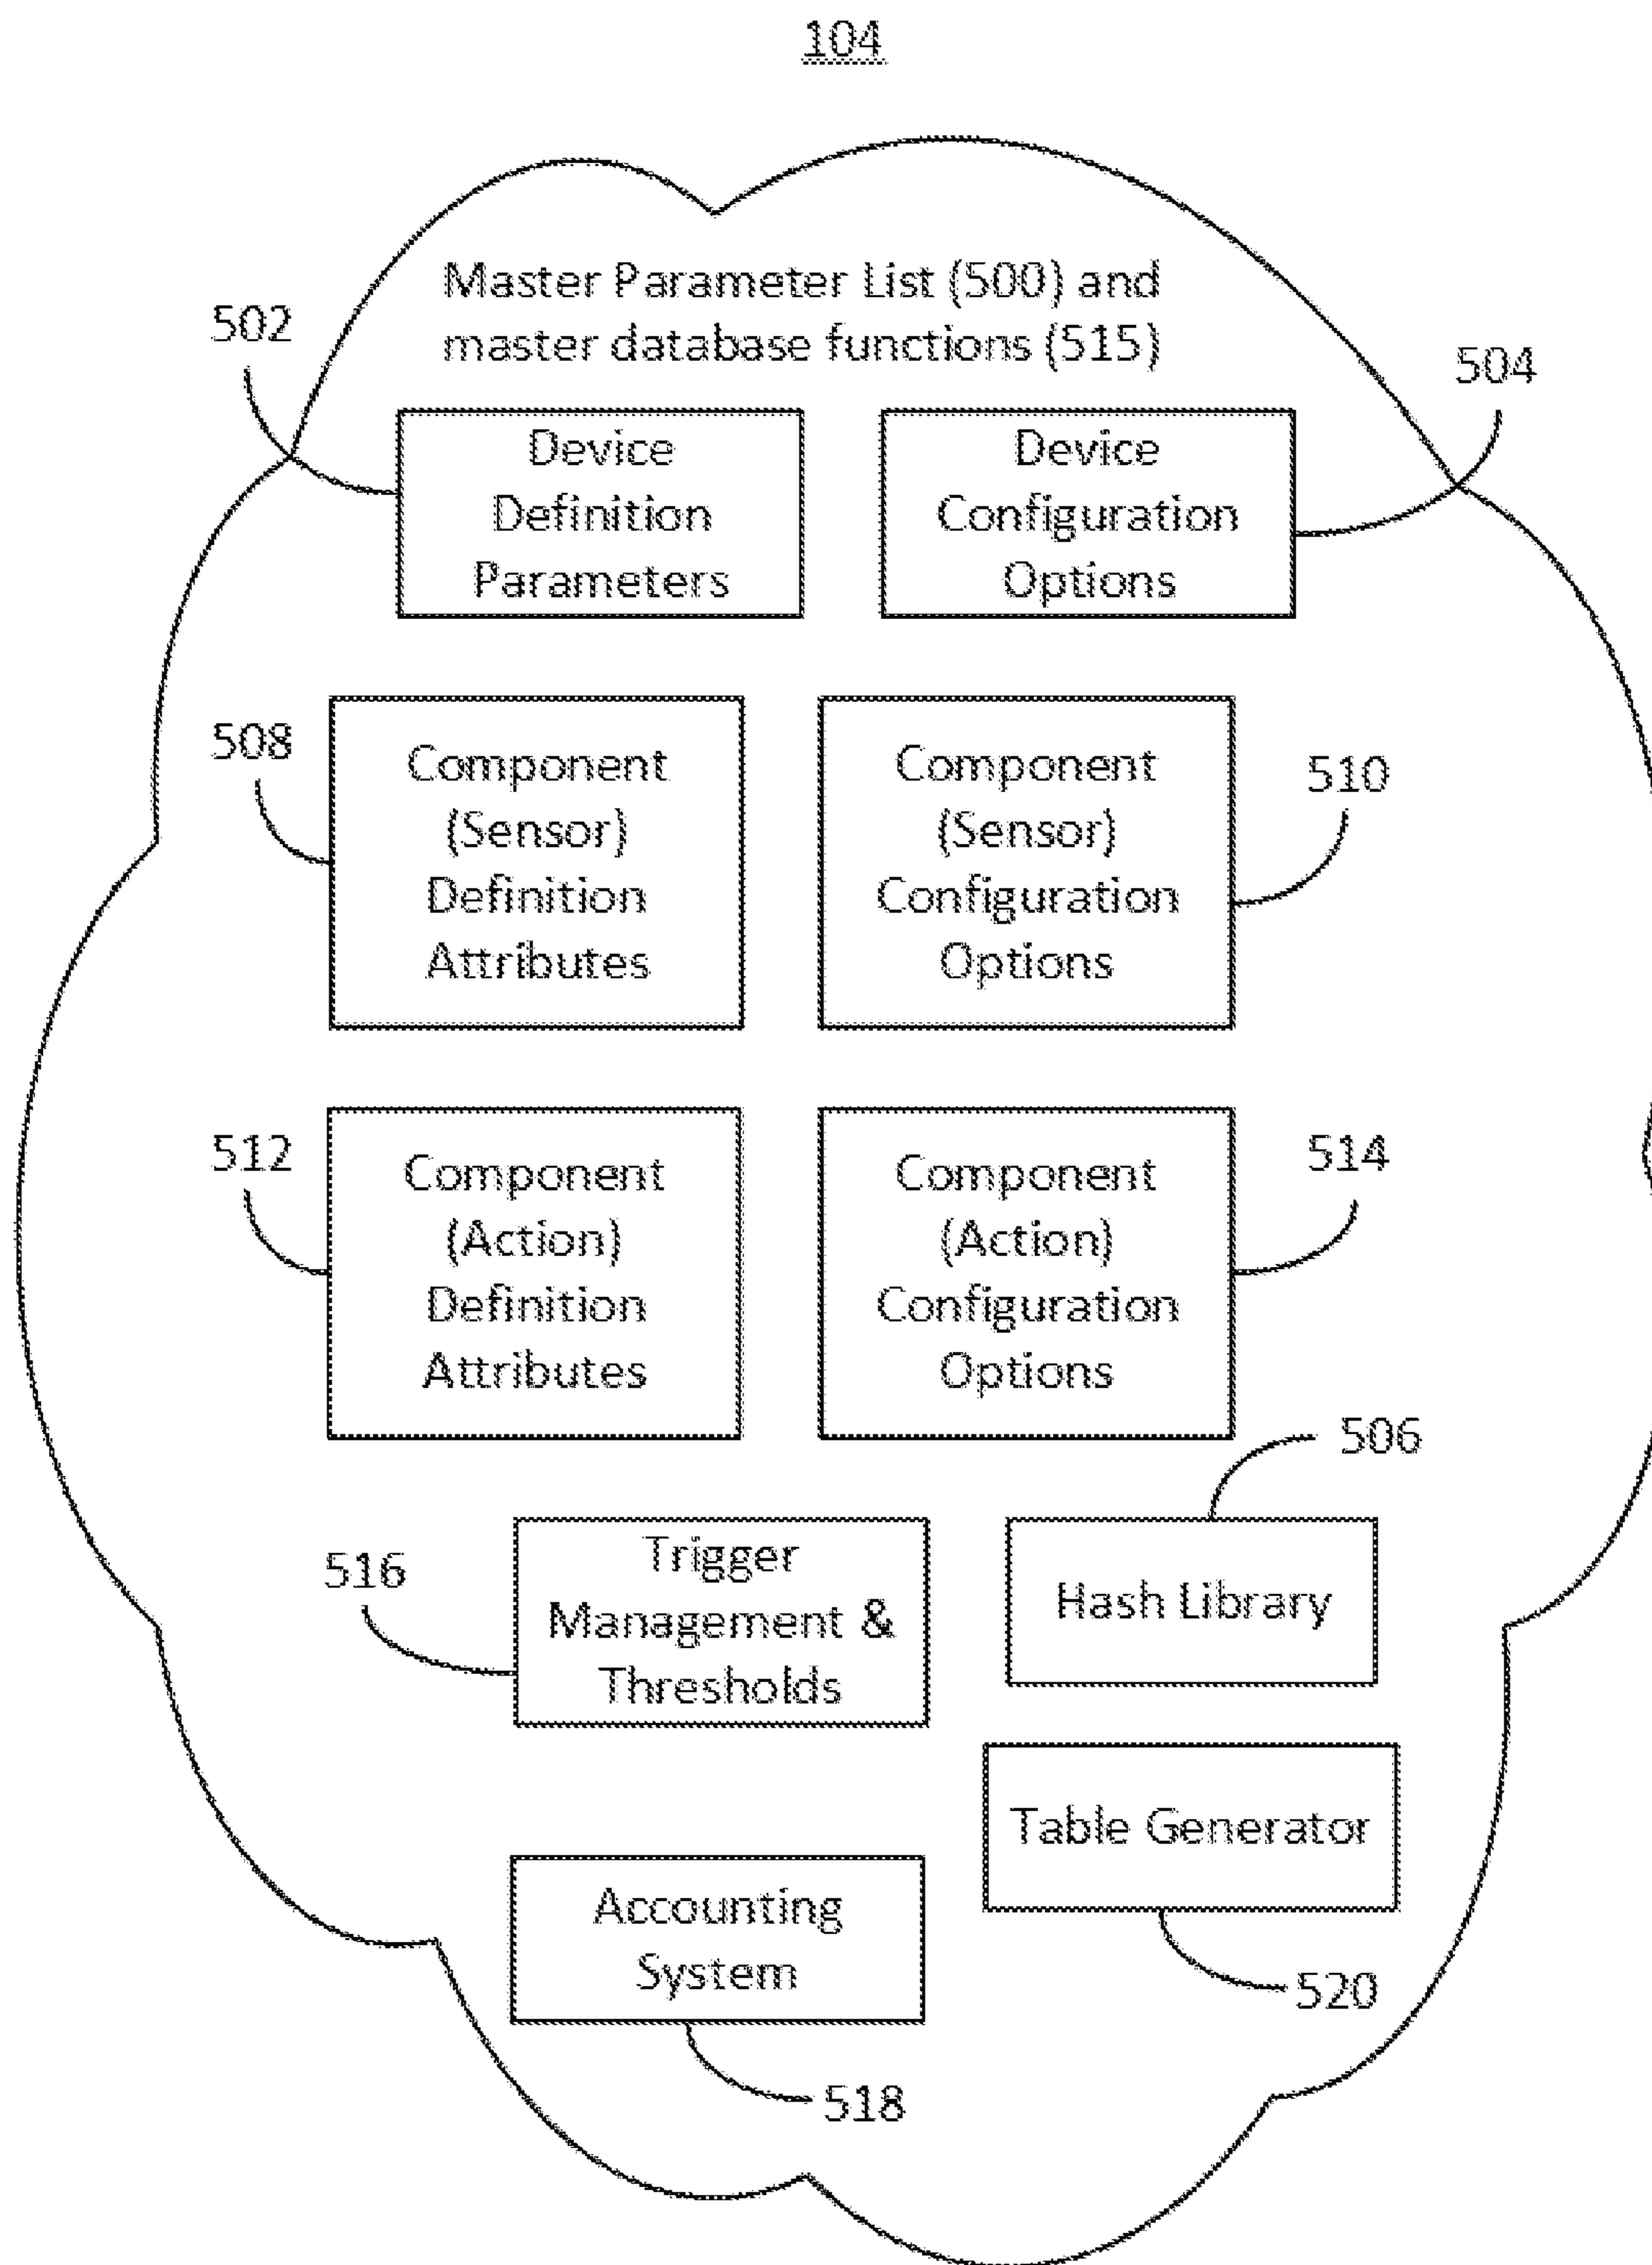 104
Master Parameter List (500) and
master database functions (515)
502
504
Device
Definition
Parameters
Device
Configuration
Options
508
Component
(Sensor)
Definition
Attributes
Component
(Sensor)
Configuration
Options
510
512
Component
(Action)
Definition
Attributes
Component
(Action)
Configuration
Options
514
506
516
Trigger
Management &
Thresholds
Hash Library
Table Generator
520
Accounting
System
518